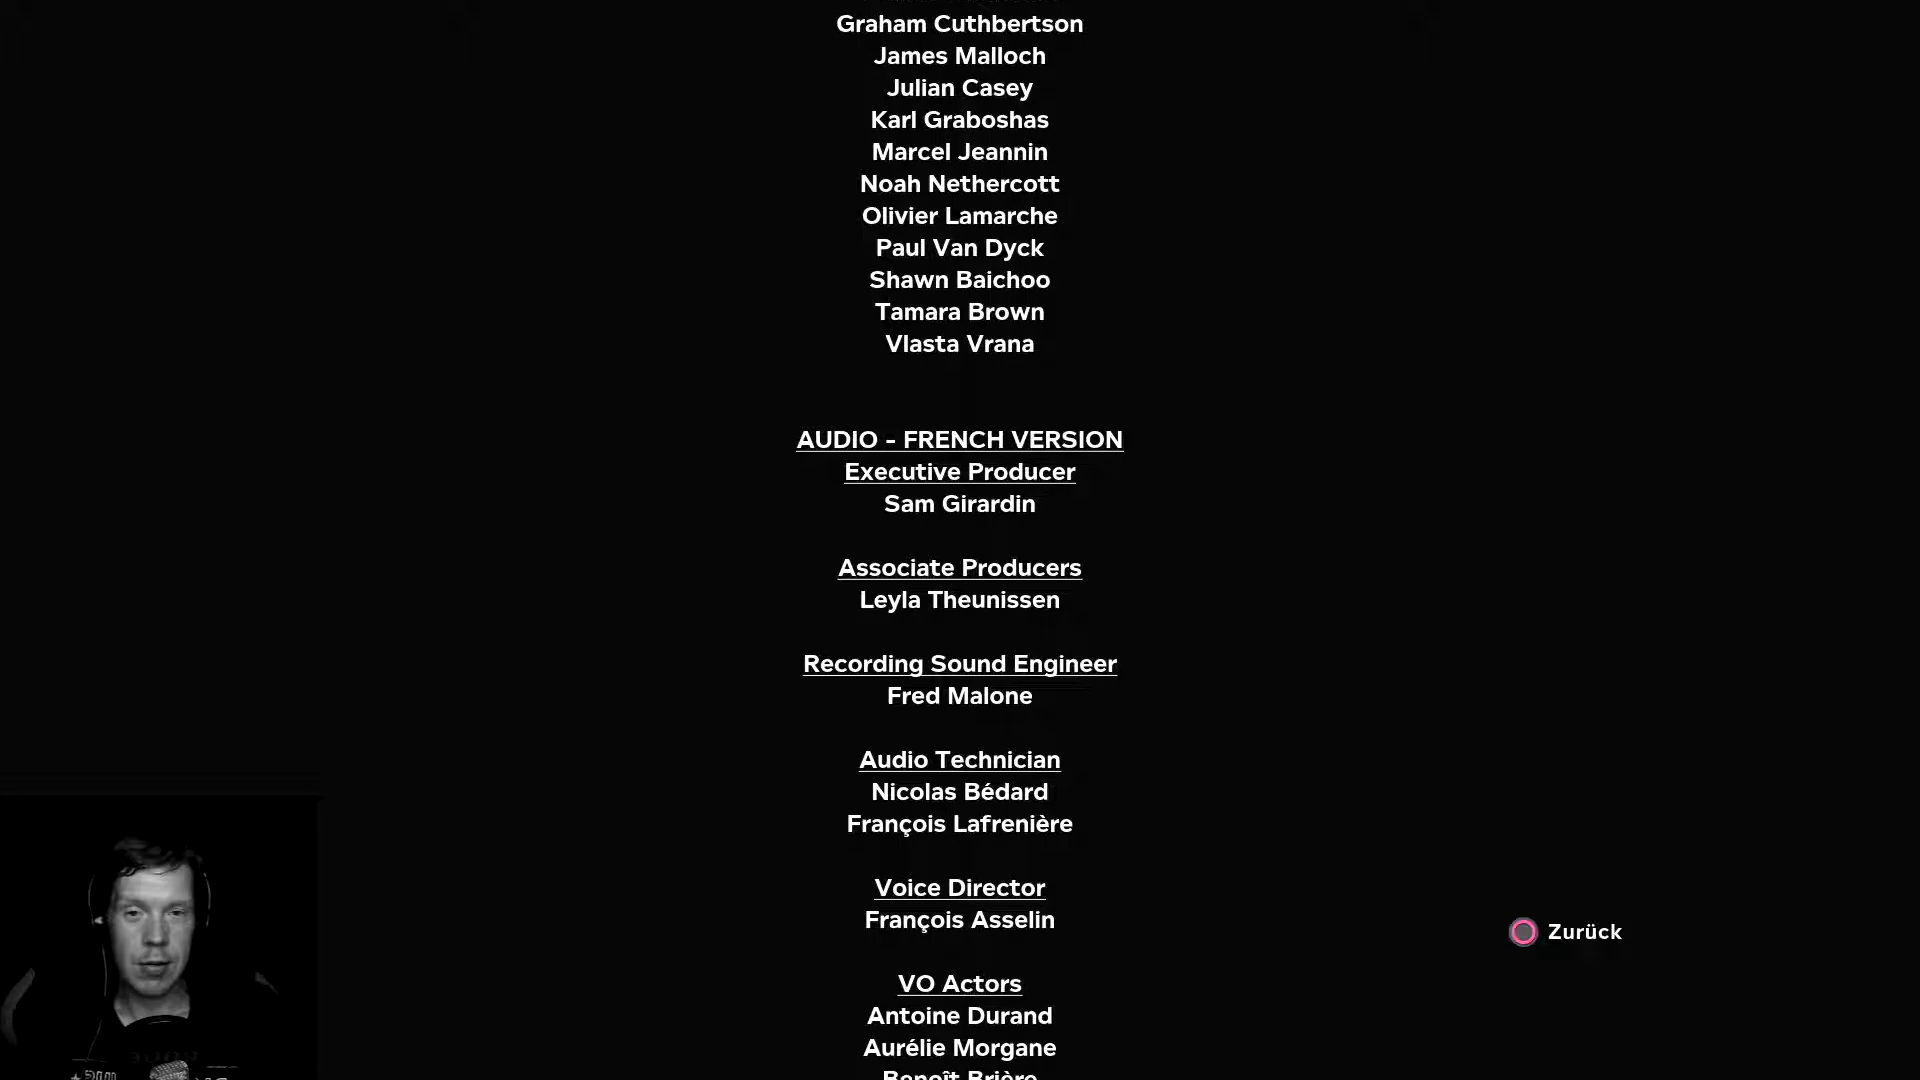 Graham Cuthbertson
James Malloch
Julian Casey
Karl Graboshas
Marcel Jeannin
Noah Nethercott
Olivier Lamarche
Paul Van Dyck
Shawn Baichoo
Tamara Brown
Vlasta Vrana
AUDIO - FRENCH VERSION
Executive Producer
Sam Girardin
Associate Producers
Leyla Theunissen
Recording Sound Engineer
Fred Malone
Audio Technician
Nicolas Bédard
François Lafrenière
Voice Director
François Asselin
Zurück
VO Actors
Antoine Durand
Aurélie Morgane
Benoît Brière